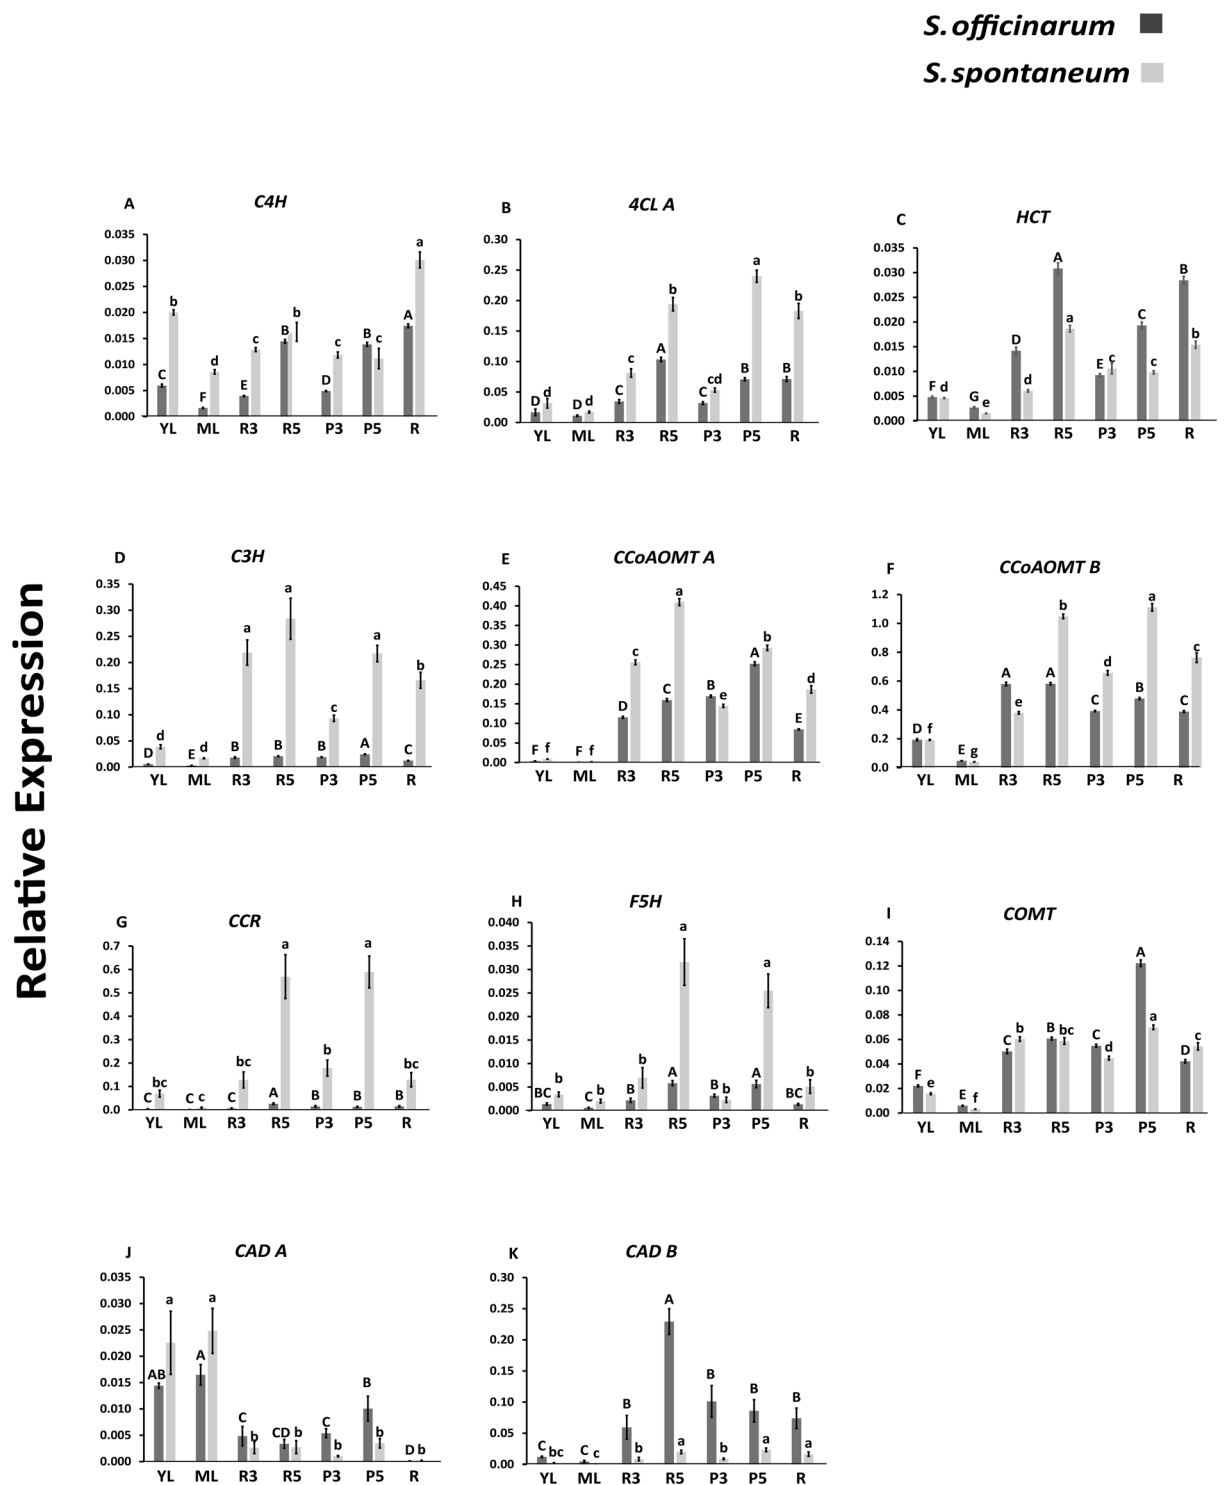 S. officinarum
S. spontaneum
Relative Expression
A C4H
0.035
0.030
0.025
0.020
0.015
0.010
0.005
0.000
C b F d E c B b D c B c A a
YL ML R3 R5 P3 P5 R
B 4CL A
0.30
0.25
0.20
0.15
0.10
0.05
0.00
D d D d C c A b C cd B a B b
YL ML R3 R5 P3 P5 R
C HCT
0.035
0.030
0.025
0.020
0.015
0.010
0.005
0.000
F d G e D d A a E c C c B b
YL ML R3 R5 P3 P5 R
D C3H
0.35
0.30
0.25
0.20
0.15
0.10
0.05
0.00
D d E d B a B a B c A a C b
YL ML R3 R5 P3 P5 R
E CCoAOMT A
0.45
0.40
0.35
0.30
0.25
0.20
0.15
0.10
0.05
0.00
F f F f D c C a B e A b E d
YL ML R3 R5 P3 P5 R
F CCoAOMT B
1.2
1.0
0.8
0.6
0.4
0.2
0.0
D f E g A e A b C d B a C c
YL ML R3 R5 P3 P5 R
G CCR
0.7
0.6
0.5
0.4
0.3
0.2
0.1
0.0
C bc C c C bc A a B b B a B bc
YL ML R3 R5 P3 P5 R
H F5H
0.040
0.035
0.030
0.025
0.020
0.015
0.010
0.005
0.000
BC b C b B b A a B b A a BC b
YL ML R3 R5 P3 P5 R
I COMT
0.14
0.12
0.10
0.08
0.06
0.04
0.02
0.00
F e E f C b B bc C d A a D c
YL ML R3 R5 P3 P5 R
J CAD A
0.035
0.030
0.025
0.020
0.015
0.010
0.005
0.000
AB a A a C b CD b C b B b D b
YL ML R3 R5 P3 P5 R
K CAD B
0.30
0.25
0.20
0.15
0.10
0.05
0.00
C bc C c B b A a B b B a B a
YL ML R3 R5 P3 P5 R